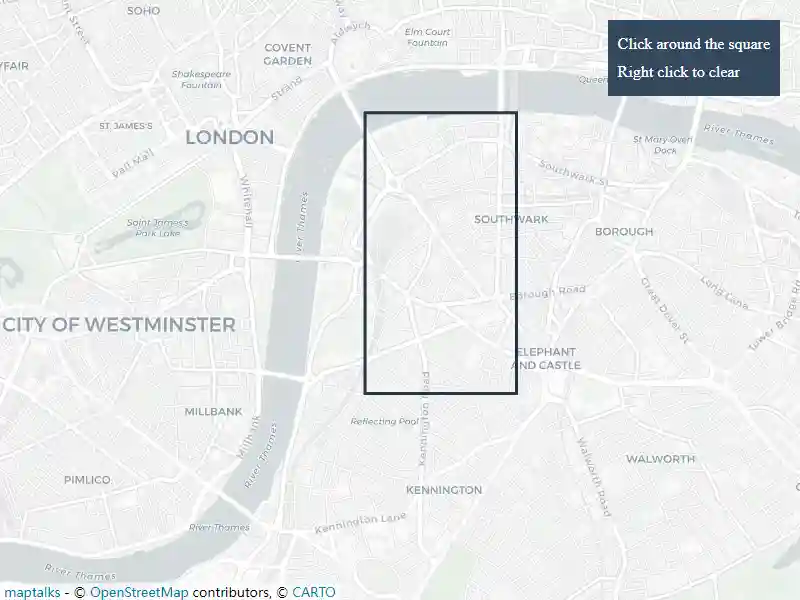 SOHO
Elm Court
Fountain
Aldwych
COVENT
GARDEN
Strand
Shakespeare
Fountain
Click around the square
Right click to clear
ST. JAMES'S
LONDON
Pall Mall
Whitehall
River Thames
St Mary Overi
Dock
River Thames
Southwark St
Saint James's
Park Lake
SOUTHWARK
BOROUGH
Borough Road
Great Dover St
Long Lane
Tower Bridge Ro
CITY OF WESTMINSTER
ELEPHANT
AND CASTLE
MILLBANK
Millbank
Reflecting Pool
Kennington Road
River Thames
WALWORTH
Walworth Road
PIMLICO
KENNINGTON
River Thames
Kennington Lane
River Thames
maptalks - © OpenStreetMap contributors, © CARTO